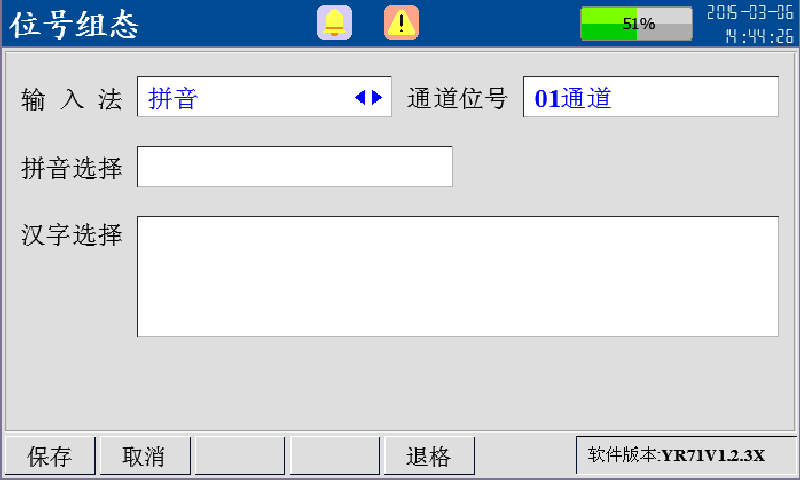 位号组态
51%
2015-03-06
14:44:26
输入法 拼音 通道位号 01通道
拼音选择
汉字选择
保存 取消 退格 软件版本:YR71V1.2.3X